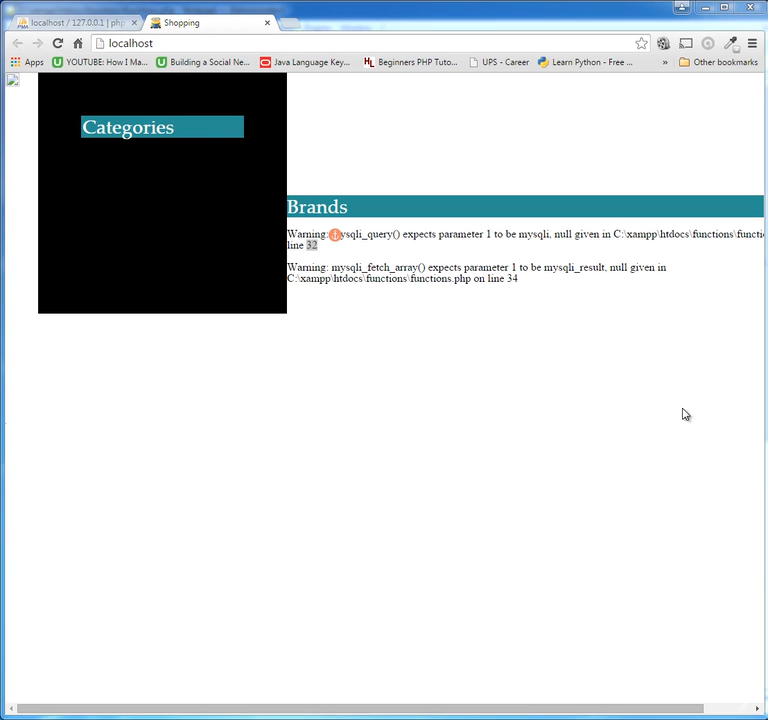 localhost / 127.0.0.1 | php
Shopping
localhost
Apps
YOUTUBE: How I Ma...
Building a Social Ne...
Java Language Key...
Beginners PHP Tuto...
UPS - Career
Learn Python - Free ...
»
Other bookmarks
Categories
Brands
Warning: mysqli_query() expects parameter 1 to be mysqli, null given in C:\xampp\htdocs\functions\functi
line 32
Warning: mysqli_fetch_array() expects parameter 1 to be mysqli_result, null given in
C:\xampp\htdocs\functions\functions.php on line 34